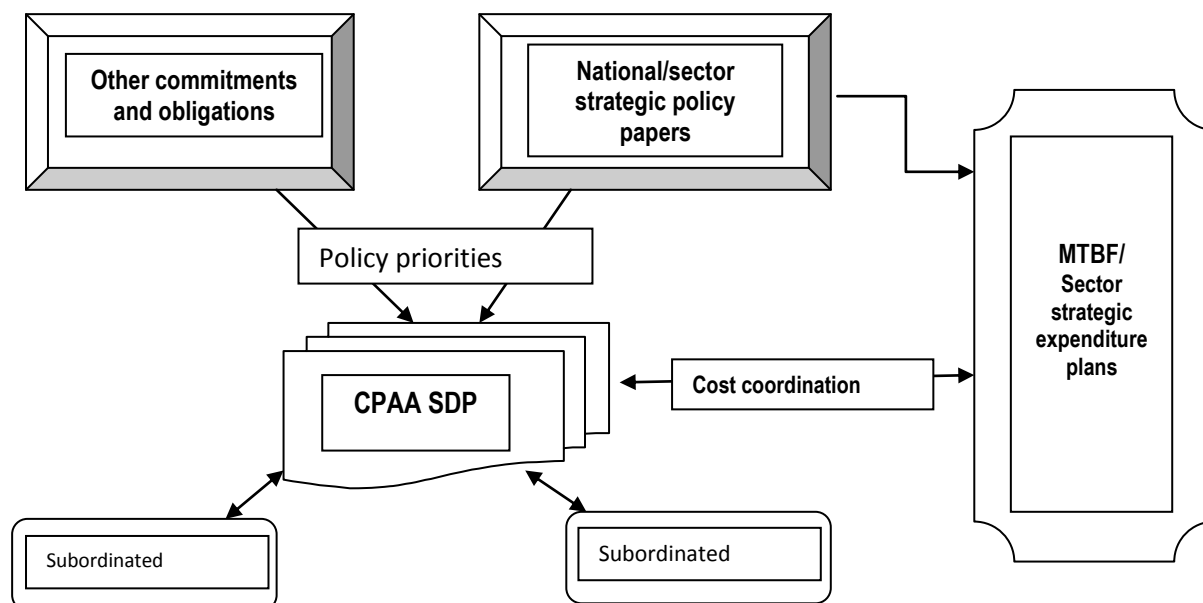 Other commitments
and obligations
National/sector
strategic policy
papers
Policy priorities
MTBF/
Sector
strategic
expenditure
plans
CPAA SDP
Cost coordination
Subordinated
Subordinated